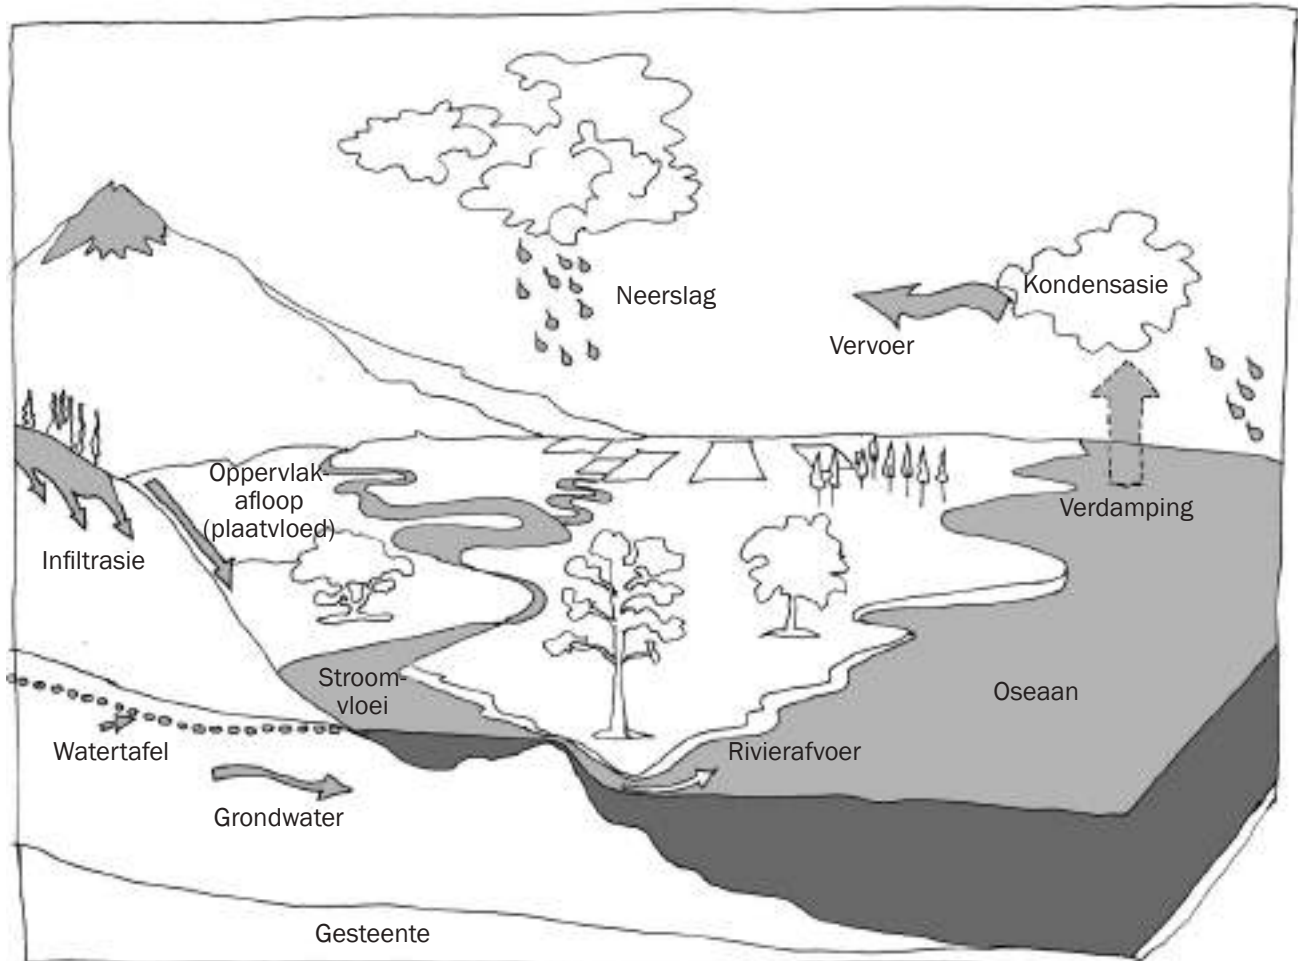 Neerslag
Kondensasie
Vervoer
Oppervlak-
afloop
(plaatvloed)
Verdamping
Infiltrasie
Stroom-
vloei
Oseaan
Watertafel
Rivierafvoer
Grondwater
Gesteente